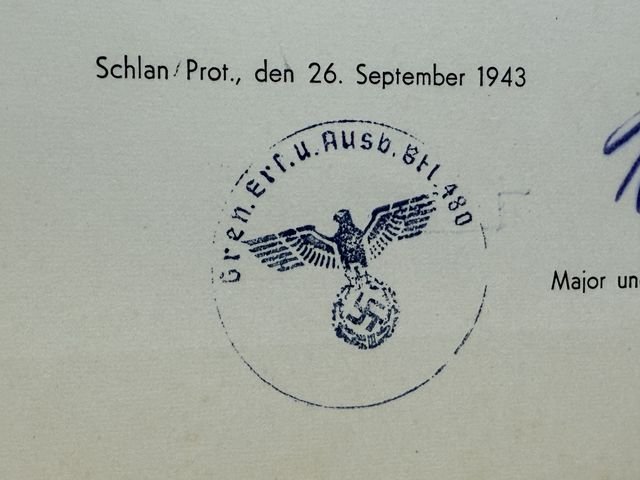 Schlan/Prot., den 26. September 1943
Gren. Ers. u. Ausb. Btl. 480
Major un